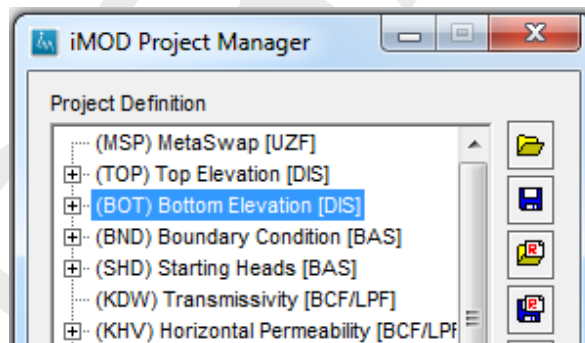 iMOD Project Manager
Project Definition
(MSP) MetaSwap [UZF]
(TOP) Top Elevation [DIS]
(BOT) Bottom Elevation [DIS]
(BND) Boundary Condition [BAS]
(SHD) Starting Heads [BAS]
(KDW) Transmissivity [BCF/LPF]
(KHV) Horizontal Permeability [BCF/LPF